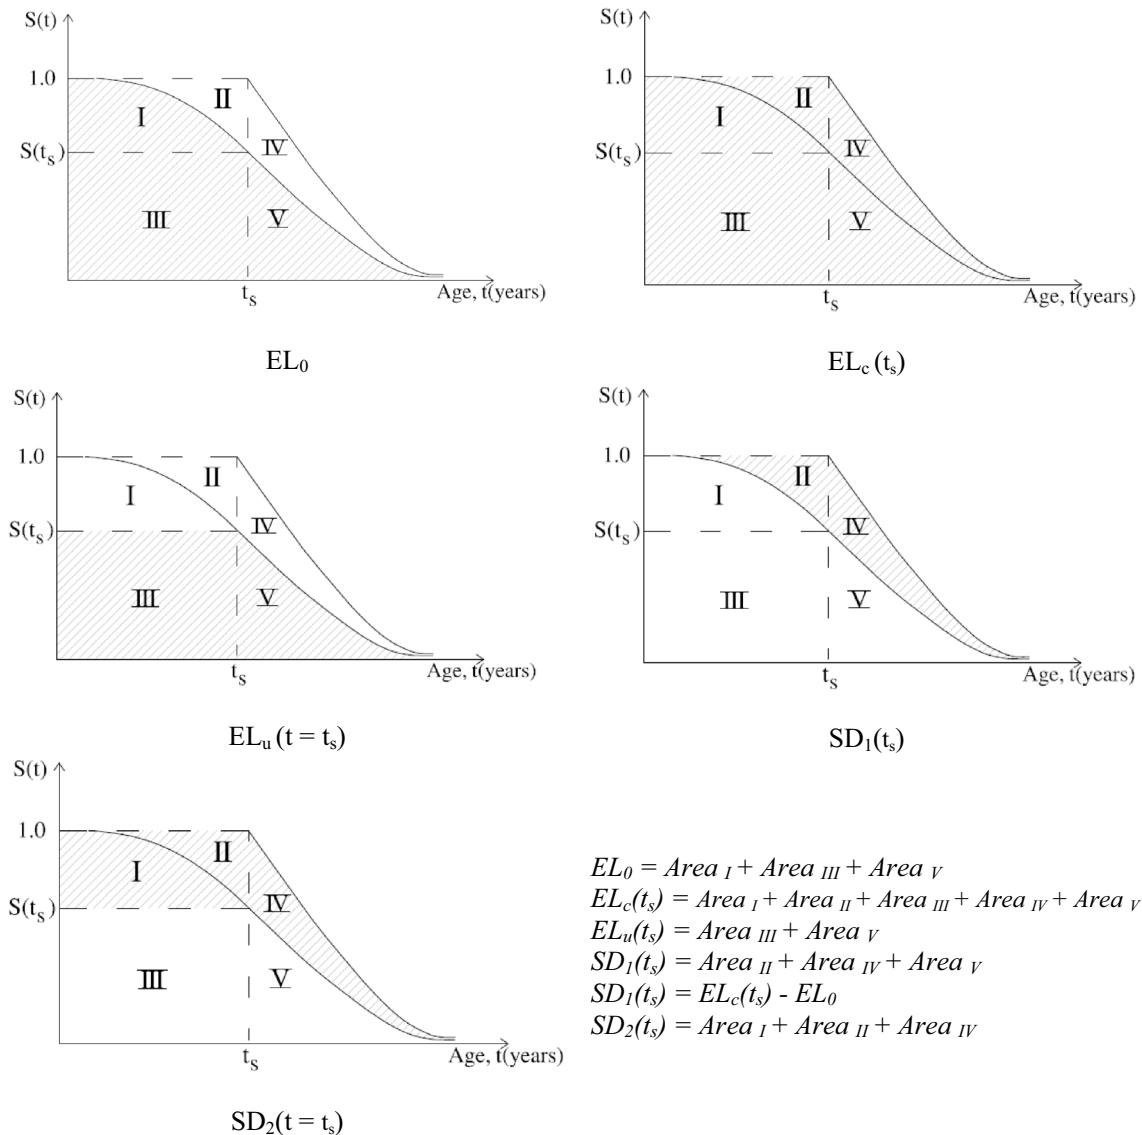 S(t)
1.0
S(tₛ)
I
II
III
IV
V
tₛ
Age, t(years)
EL₀
S(t)
1.0
S(tₛ)
I
II
III
IV
V
tₛ
Age, t(years)
ELc (tₛ)
S(t)
1.0
S(tₛ)
I
II
III
IV
V
tₛ
Age, t(years)
ELᵤ (t = tₛ)
S(t)
1.0
S(tₛ)
I
II
III
IV
V
tₛ
Age, t(years)
SD₁(tₛ)
S(t)
1.0
S(tₛ)
I
II
III
IV
V
tₛ
Age, t(years)
SD₂(t = tₛ)
EL₀ = Area I + Area III + Area V
ELc(tₛ) = Area I + Area II + Area III + Area IV + Area V
ELᵤ(tₛ) = Area III + Area V
SD₁(tₛ) = Area II + Area IV + Area V
SD₁(tₛ) = ELc(tₛ) - EL₀
SD₂(tₛ) = Area I + Area II + Area IV